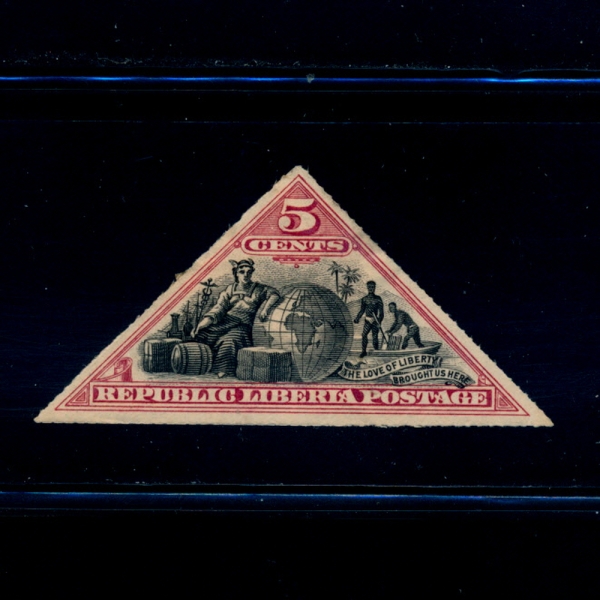 5
CENTS
THE LOVE OF LIBERTY
BROUGHT US HERE
REPUBLIC LIBERIA POSTAGE